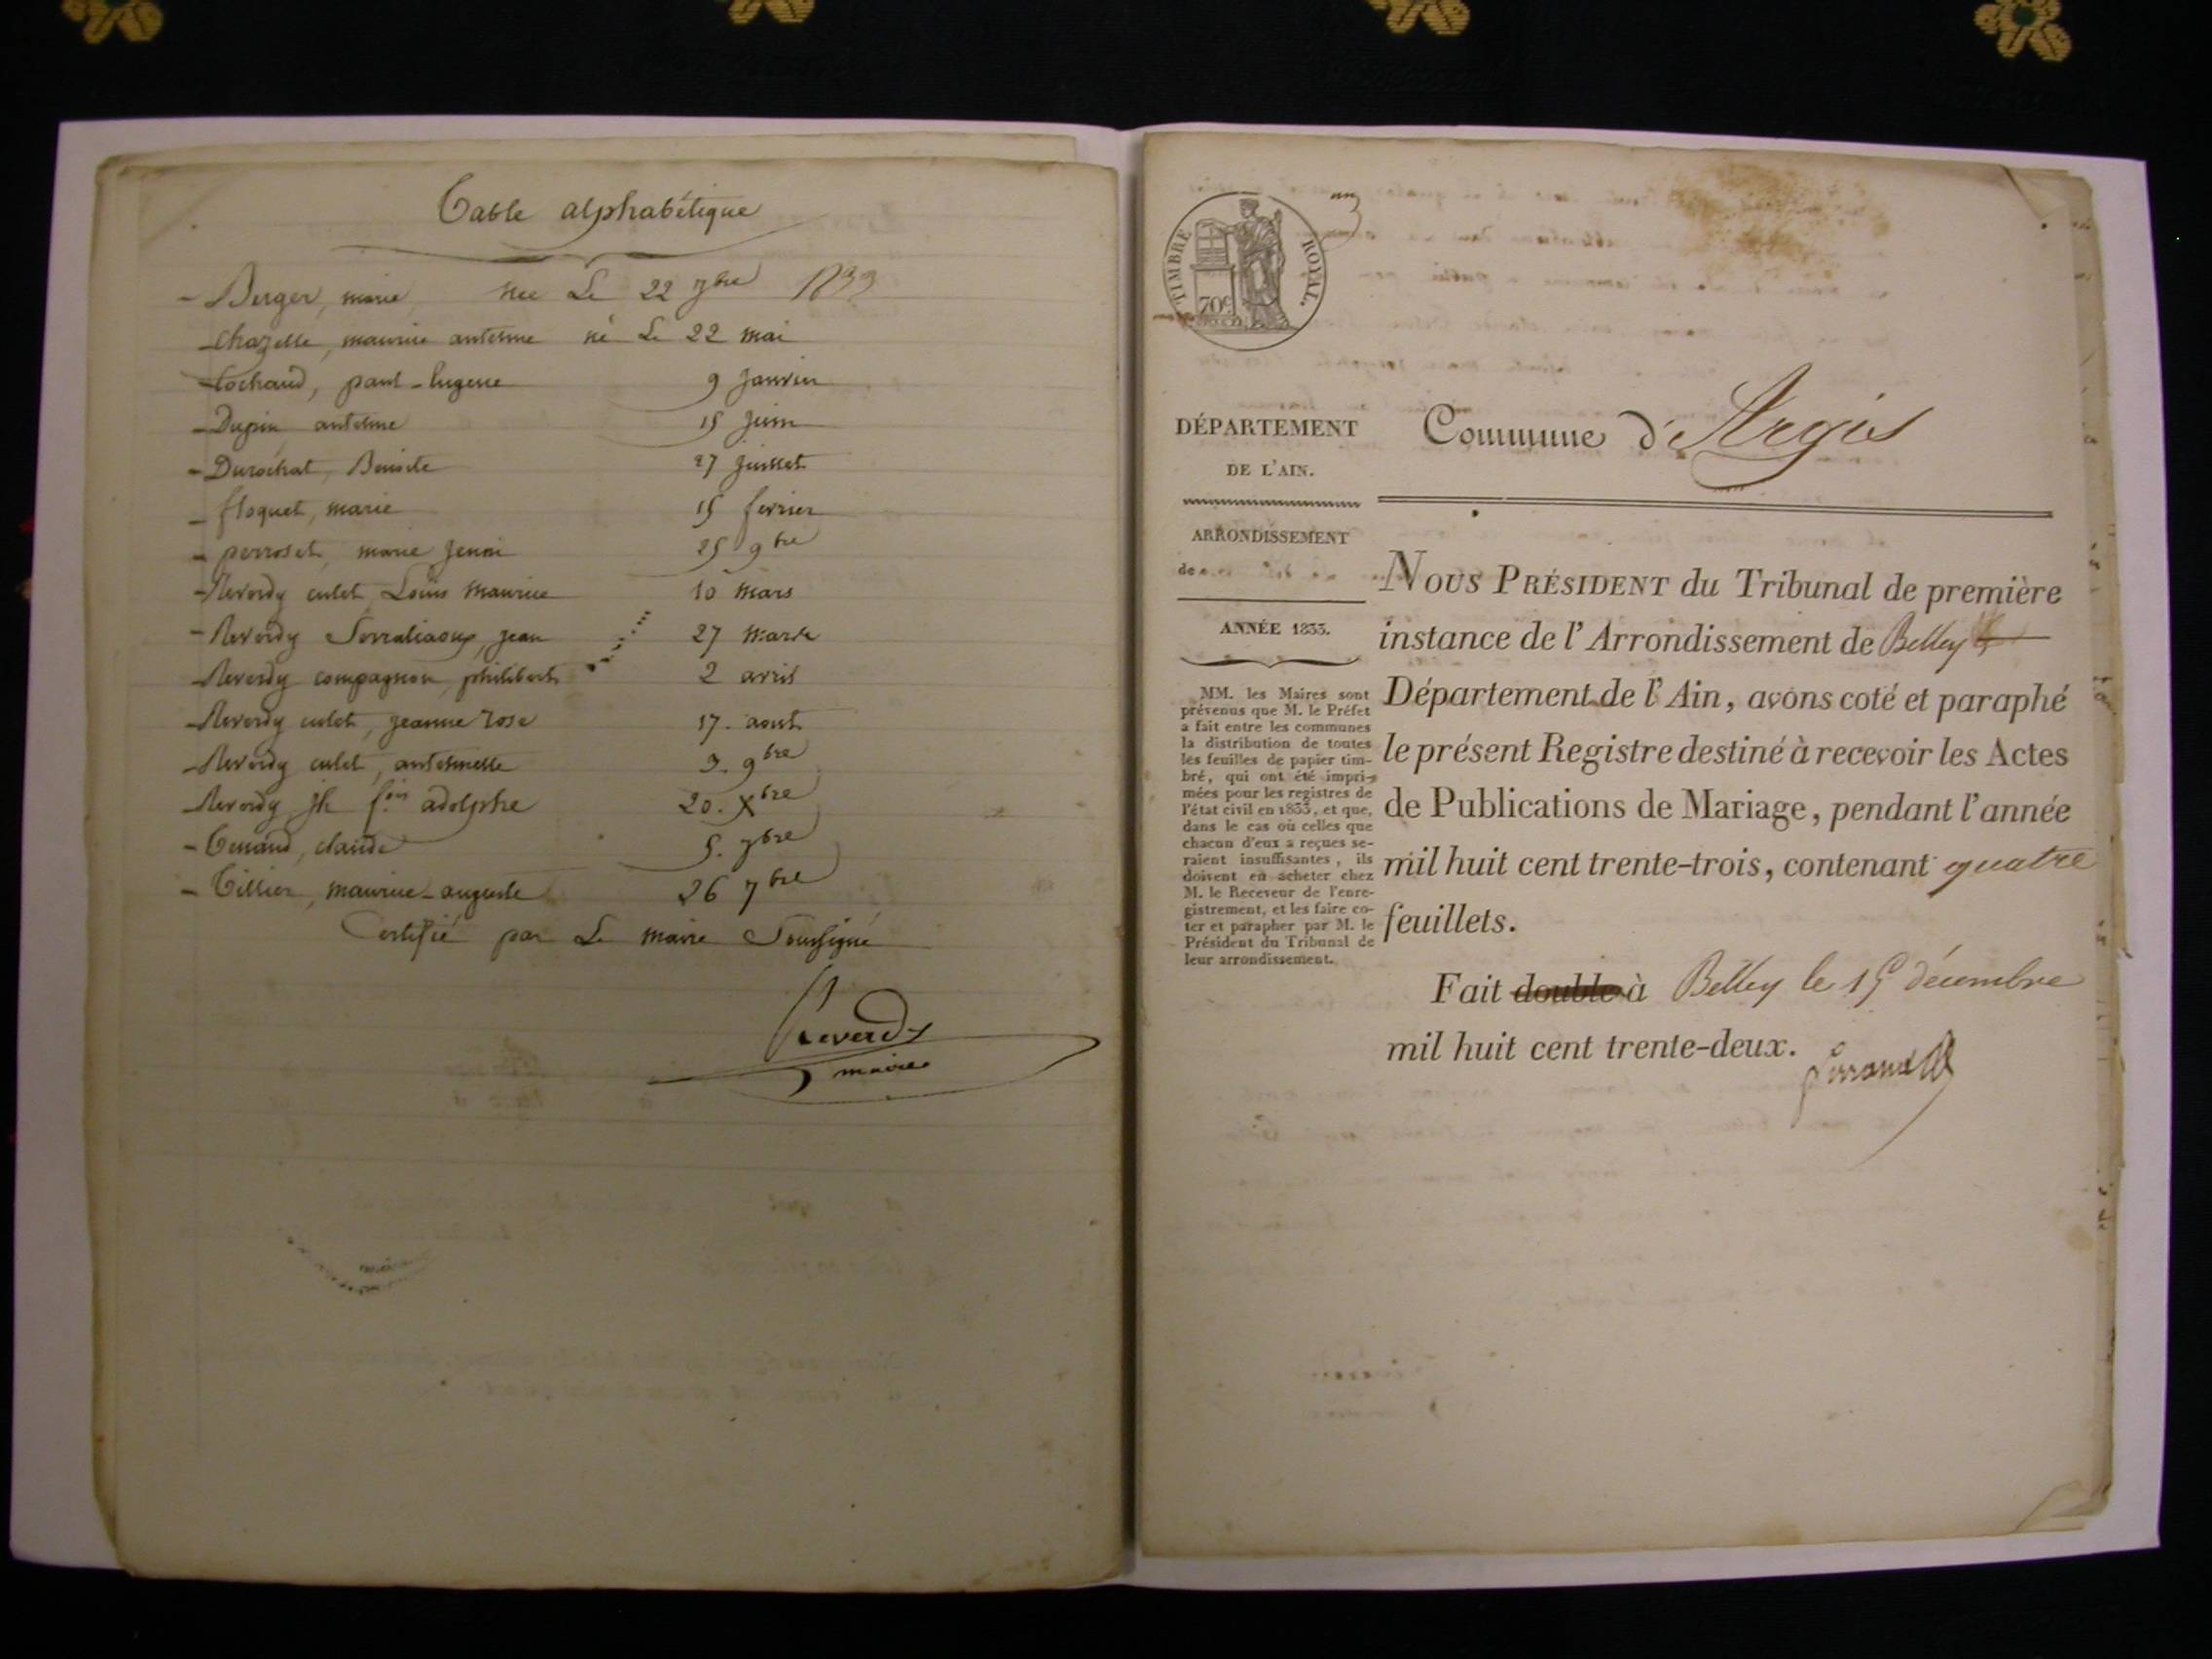 Table alphabétique
- Berger, marie née Le 22 7bre 1833
- Chazelle, maurice antoine né Le 22 mai
- Cochaud, paul-Eugene 9 Janvier
- Dupin antoine 15 Juin
- Durochat, Benoite 27 Juillet
- floquet, marie 15 fevrier
- perroset, marie Jenni 25 9bre
- Reverdy culet Louis maurice 10 mars
- Reverdy jean 27 mars
- Reverdy compagnon philibert 2 avril
- Reverdy culet, jeanne rose 17. aout
- Reverdy culet, antoinette 3. 9bre
- Reverdy jh fois adolphe 20. Xbre
- Tenand, claude 5. 7bre
- Tillier, maurice-auguste 26 7bre
Certifié par Le maire Soussigné
Reverdy
maire
TIMBRE ROYAL.
70c
DÉPARTEMENT
DE L'AIN.
ARRONDISSEMENT
de
ANNÉE 1833.
MM. les Maires sont
prévenus que M. le Préfet
a fait entre les communes
la distribution de toutes
les feuilles de papier tim-
bré, qui ont été impri-
mées pour les registres de
l'état civil en 1833, et que,
dans le cas où celles que
chacun d'eux a reçues se-
raient insuffisantes, ils
doivent en acheter chez
M. le Receveur de l'enre-
gistrement, et les faire co-
ter et parapher par M. le
Président du Tribunal de
leur arrondissement.
Commune d'Argis
NOUS PRÉSIDENT du Tribunal de première
instance de l'Arrondissement de Belley
Département de l'Ain, avons coté et paraphé
le présent Registre destiné à recevoir les Actes
de Publications de Mariage, pendant l'année
mil huit cent trente-trois, contenant quatre
feuillets.
Fait double à Belley le 15 décembre
mil huit cent trente-deux.